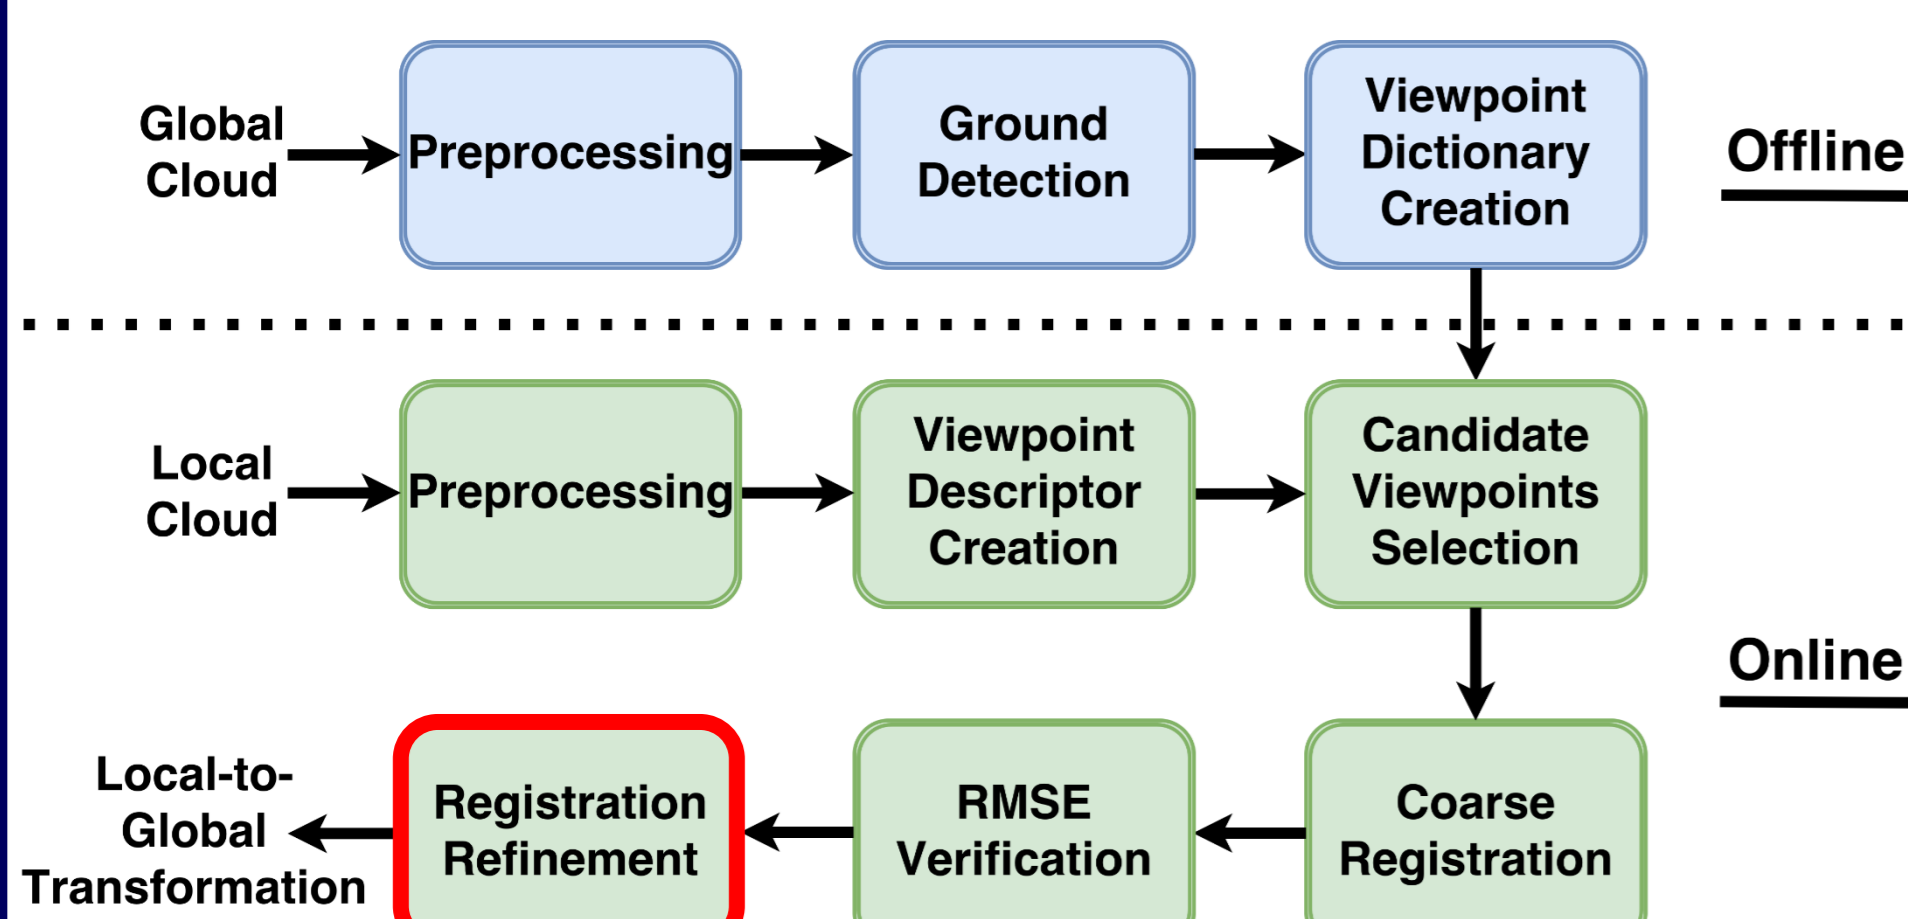 Global
Cloud
Preprocessing
Ground
Detection
Viewpoint
Dictionary
Creation
Offline
Local
Cloud
Preprocessing
Viewpoint
Descriptor
Creation
Candidate
Viewpoints
Selection
Online
Local-to-
Global
Transformation
Registration
Refinement
RMSE
Verification
Coarse
Registration